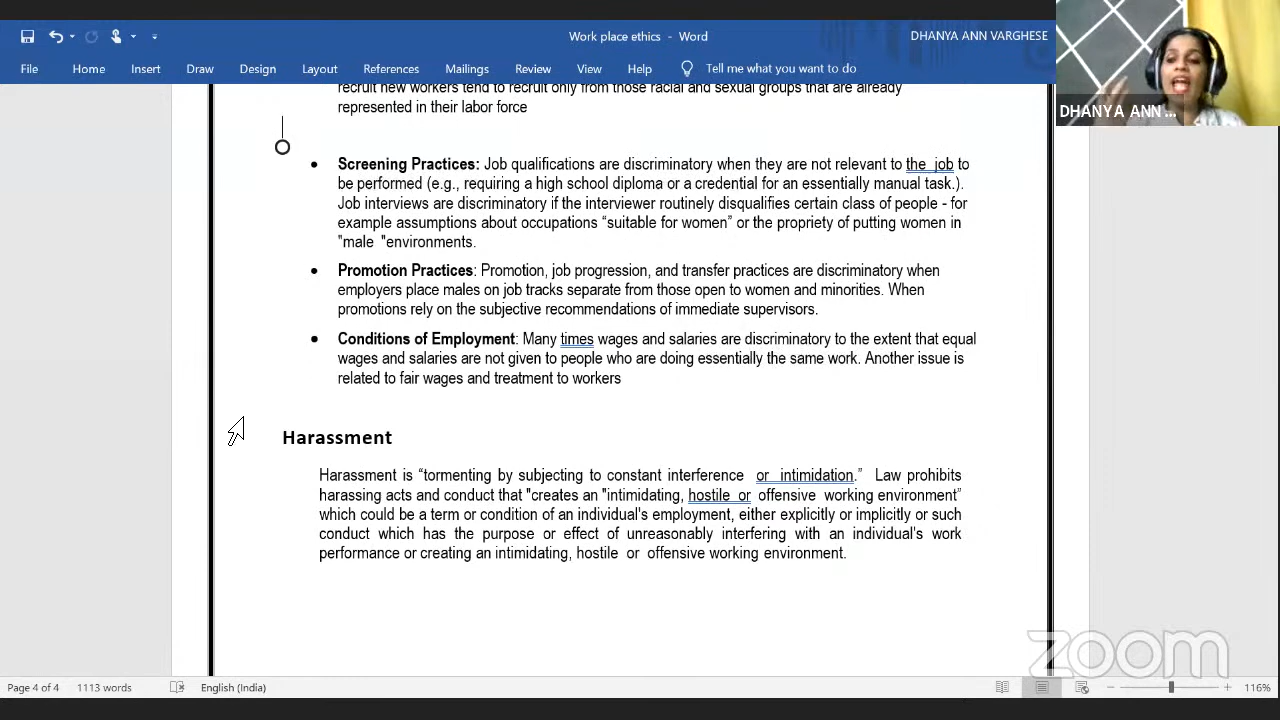 Work place ethics - Word
DHANYA ANN VARGHESE
File Home Insert Draw Design Layout References Mailings Review View Help Tell me what you want to do
DHANYA ANN ...
recruit new workers tend to recruit only from those racial and sexual groups that are already
represented in their labor force
• Screening Practices: Job qualifications are discriminatory when they are not relevant to the job to
be performed (e.g., requiring a high school diploma or a credential for an essentially manual task.).
Job interviews are discriminatory if the interviewer routinely disqualifies certain class of people - for
example assumptions about occupations “suitable for women” or the propriety of putting women in
"male "environments.
• Promotion Practices: Promotion, job progression, and transfer practices are discriminatory when
employers place males on job tracks separate from those open to women and minorities. When
promotions rely on the subjective recommendations of immediate supervisors.
• Conditions of Employment: Many times wages and salaries are discriminatory to the extent that equal
wages and salaries are not given to people who are doing essentially the same work. Another issue is
related to fair wages and treatment to workers
Harassment
Harassment is “tormenting by subjecting to constant interference or intimidation.” Law prohibits
harassing acts and conduct that "creates an "intimidating, hostile or offensive working environment”
which could be a term or condition of an individual's employment, either explicitly or implicitly or such
conduct which has the purpose or effect of unreasonably interfering with an individual's work
performance or creating an intimidating, hostile or offensive working environment.
zoom
Page 4 of 4 1113 words English (India) 116%